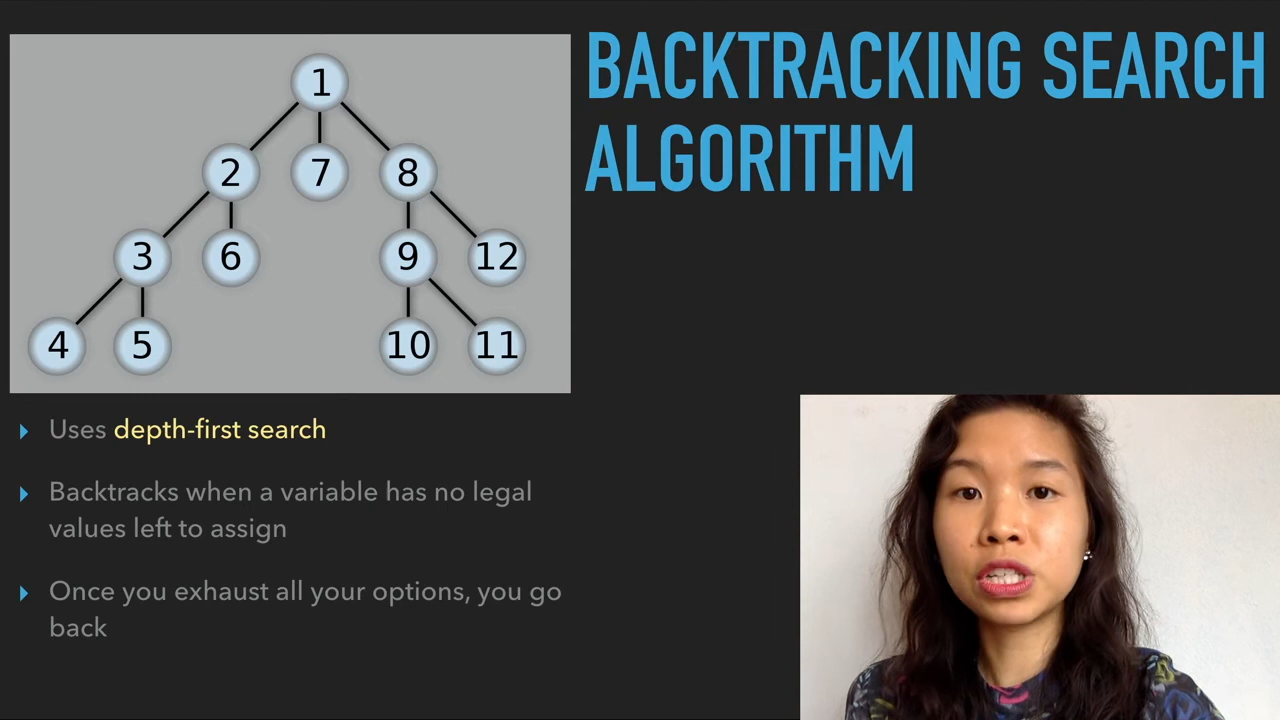 BACKTRACKING SEARCH
ALGORITHM
1
2 7 8
3 6 9 12
4 5 10 11
Uses depth-first search
Backtracks when a variable has no legal
values left to assign
Once you exhaust all your options, you go
back